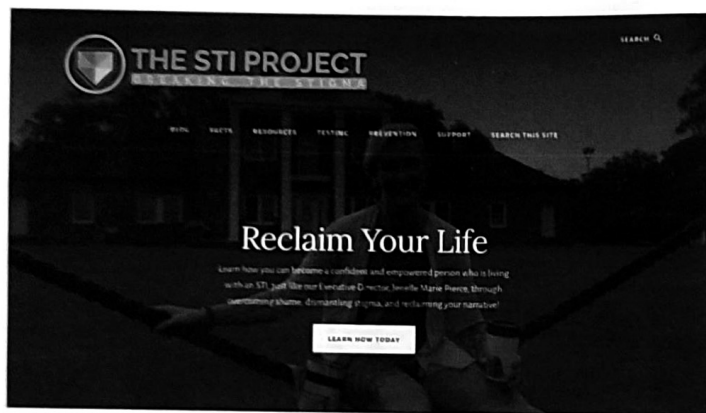 SEARCH
THE STI PROJECT
BREAKING THE STIGMA
BLOG FACTS RESOURCES TESTING PREVENTION SUPPORT SEARCH THIS SITE
Reclaim Your Life
Learn how you can become a confident and empowered person who is living
with an STI, just like our Executive Director, Jenelle Marie Pierce, through
overcoming shame, dismantling stigma, and reclaiming your narrative!
LEARN HOW TODAY